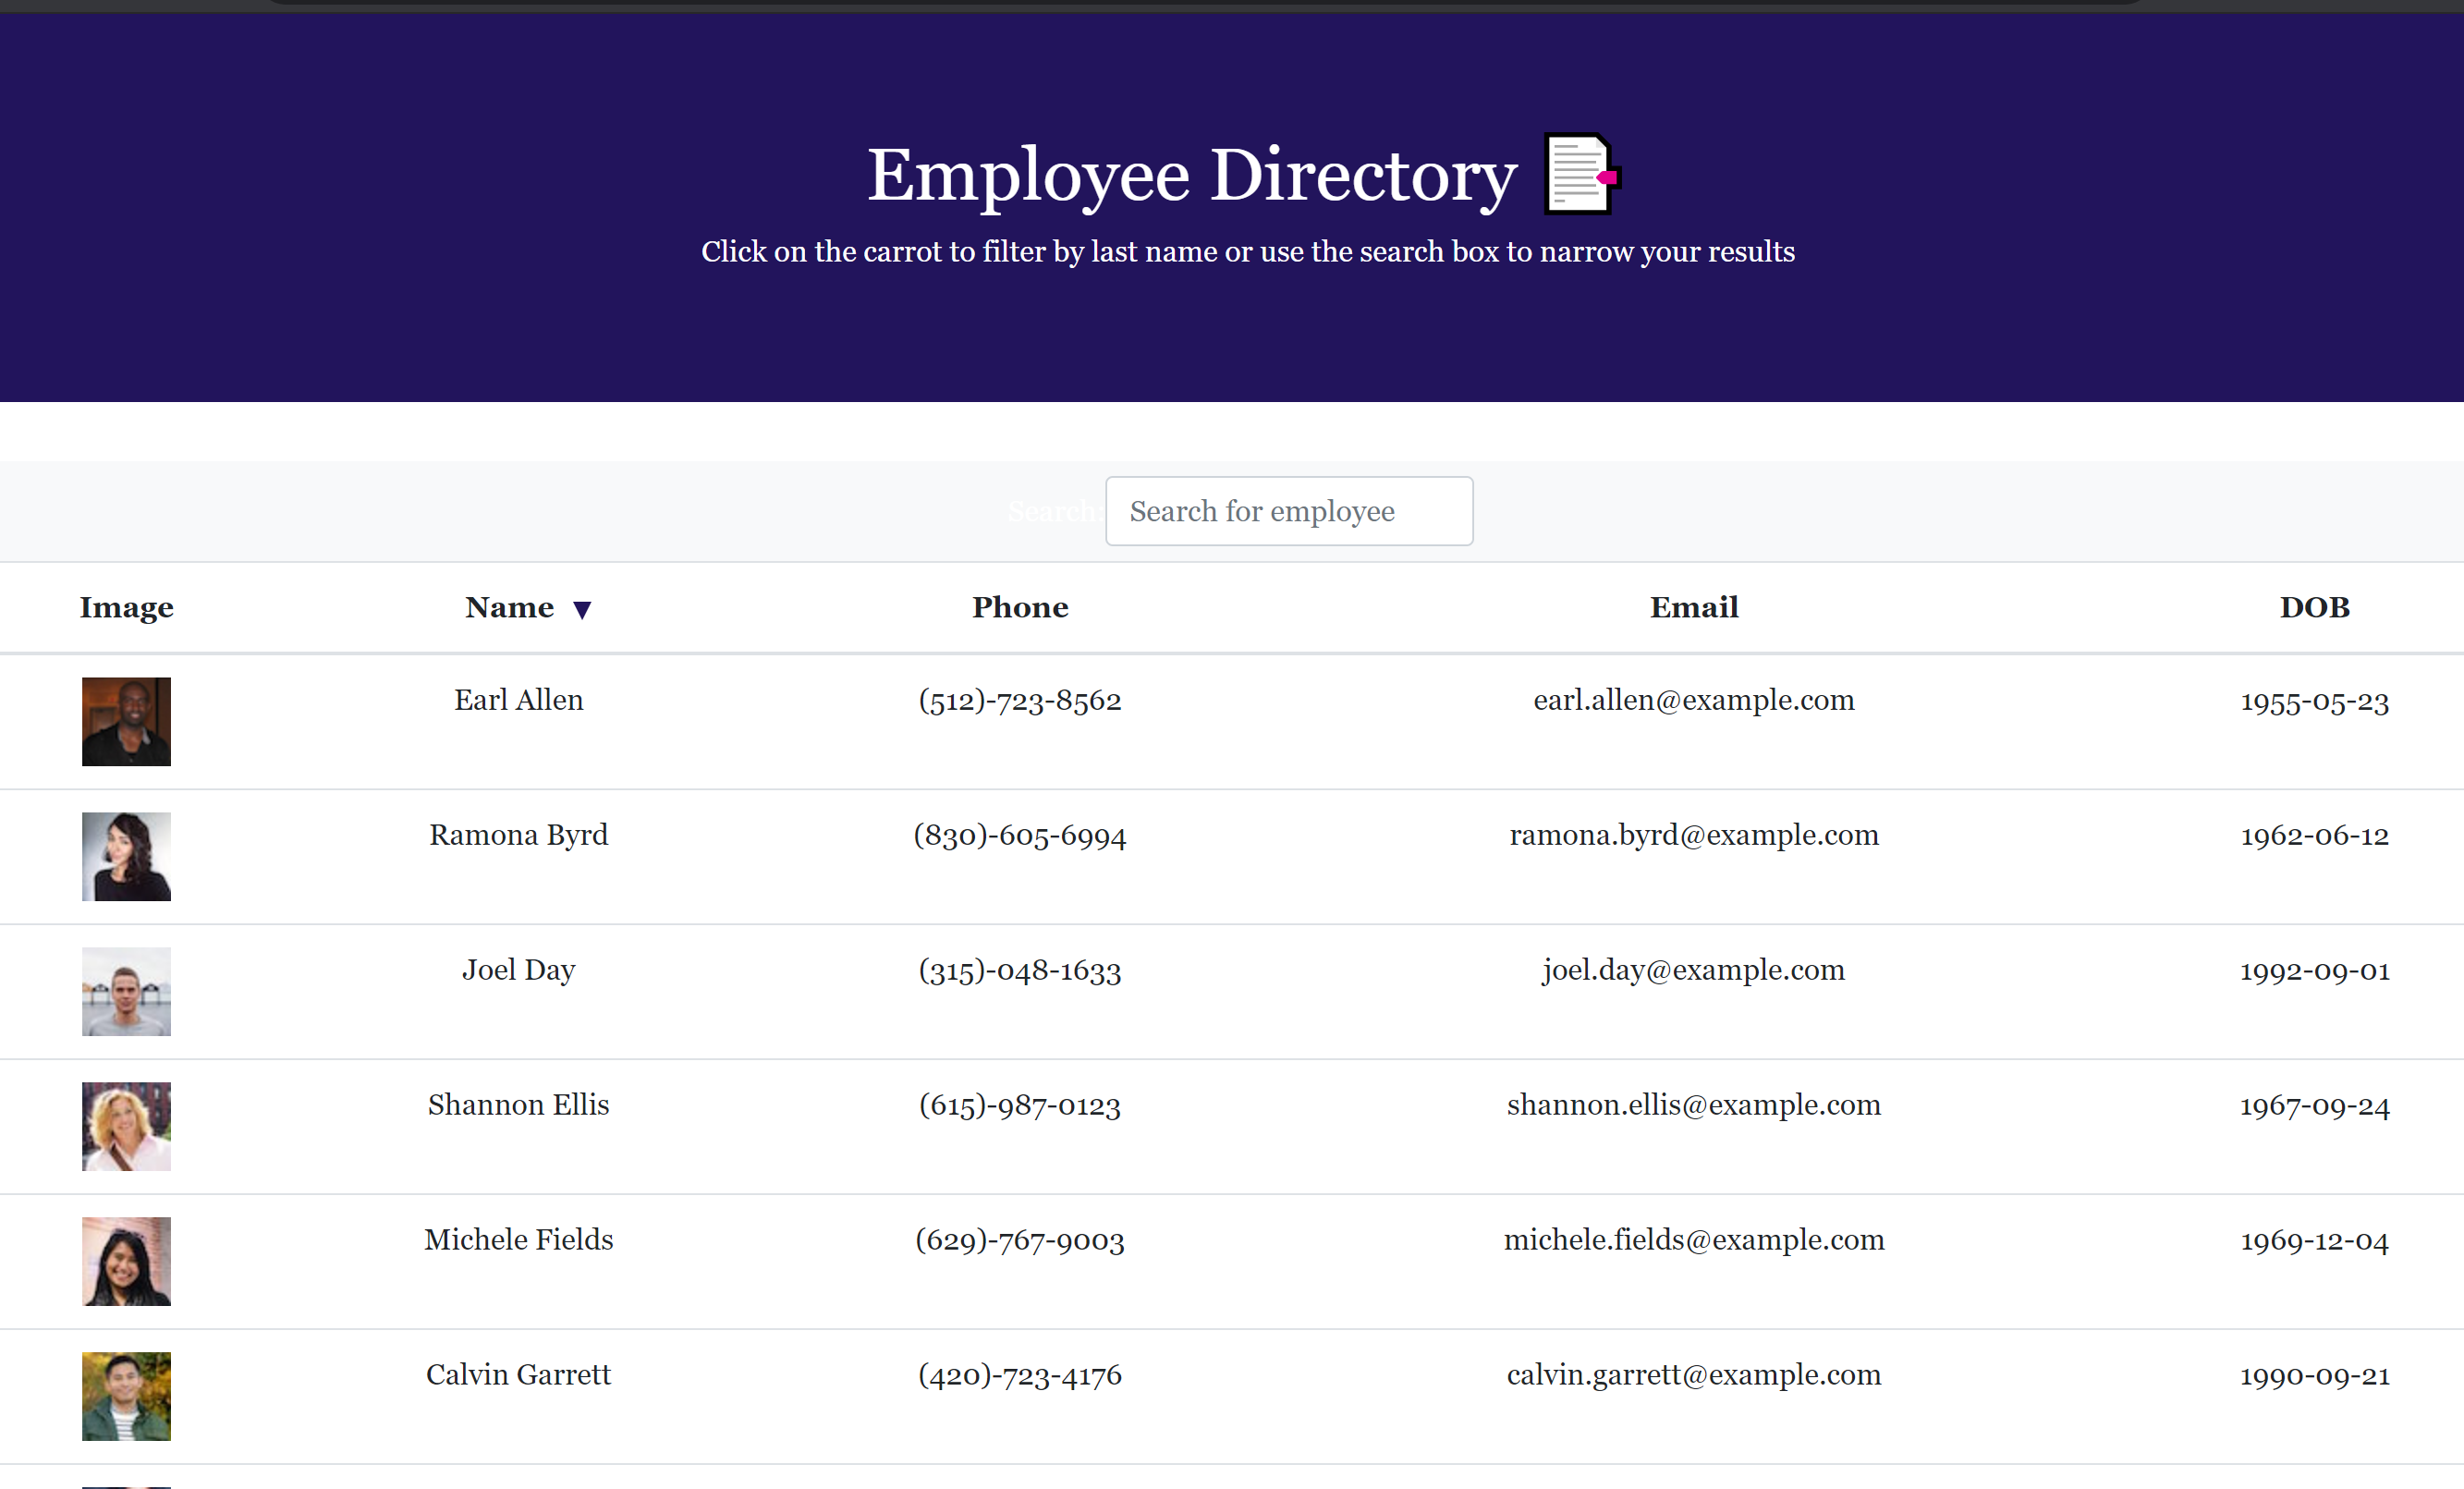 Employee Directory
Click on the carrot to filter by last name or use the search box to narrow your results
Search: Search for employee
Image Name ▼ Phone Email DOB
Earl Allen (512)-723-8562 earl.allen@example.com 1955-05-23
Ramona Byrd (830)-605-6994 ramona.byrd@example.com 1962-06-12
Joel Day (315)-048-1633 joel.day@example.com 1992-09-01
Shannon Ellis (615)-987-0123 shannon.ellis@example.com 1967-09-24
Michele Fields (629)-767-9003 michele.fields@example.com 1969-12-04
Calvin Garrett (420)-723-4176 calvin.garrett@example.com 1990-09-21